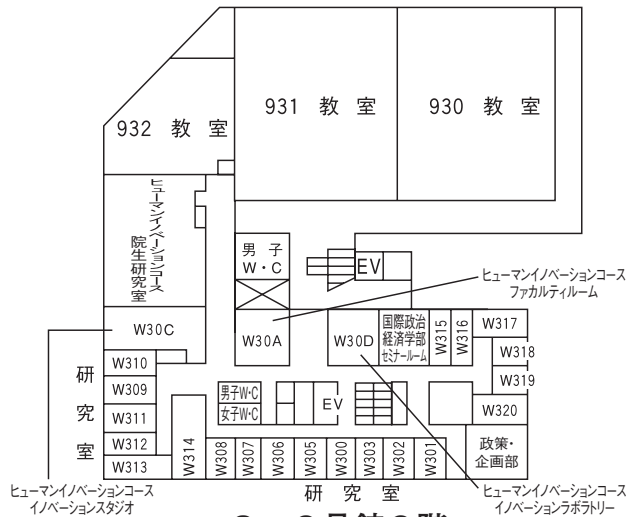 931 教 室
930 教 室
932 教 室
ヒューマンイノベーションコース
院生研究室
男 子
W・C
EV
ヒューマンイノベーションコース
ファカルティルーム
W30C
W30A
W30D
国際政治
経済学部
セミナールーム
W315
W316
W317
W318
W319
W320
W310
W309
W311
W312
W313
研
究
室
W314
男子W・C
女子W・C
EV
W308
W307
W306
W305
W300
W303
W302
W301
政策・
企画部
研 究 室
ヒューマンイノベーションコース
イノベーションスタジオ
ヒューマンイノベーションコース
イノベーションラボラトリー